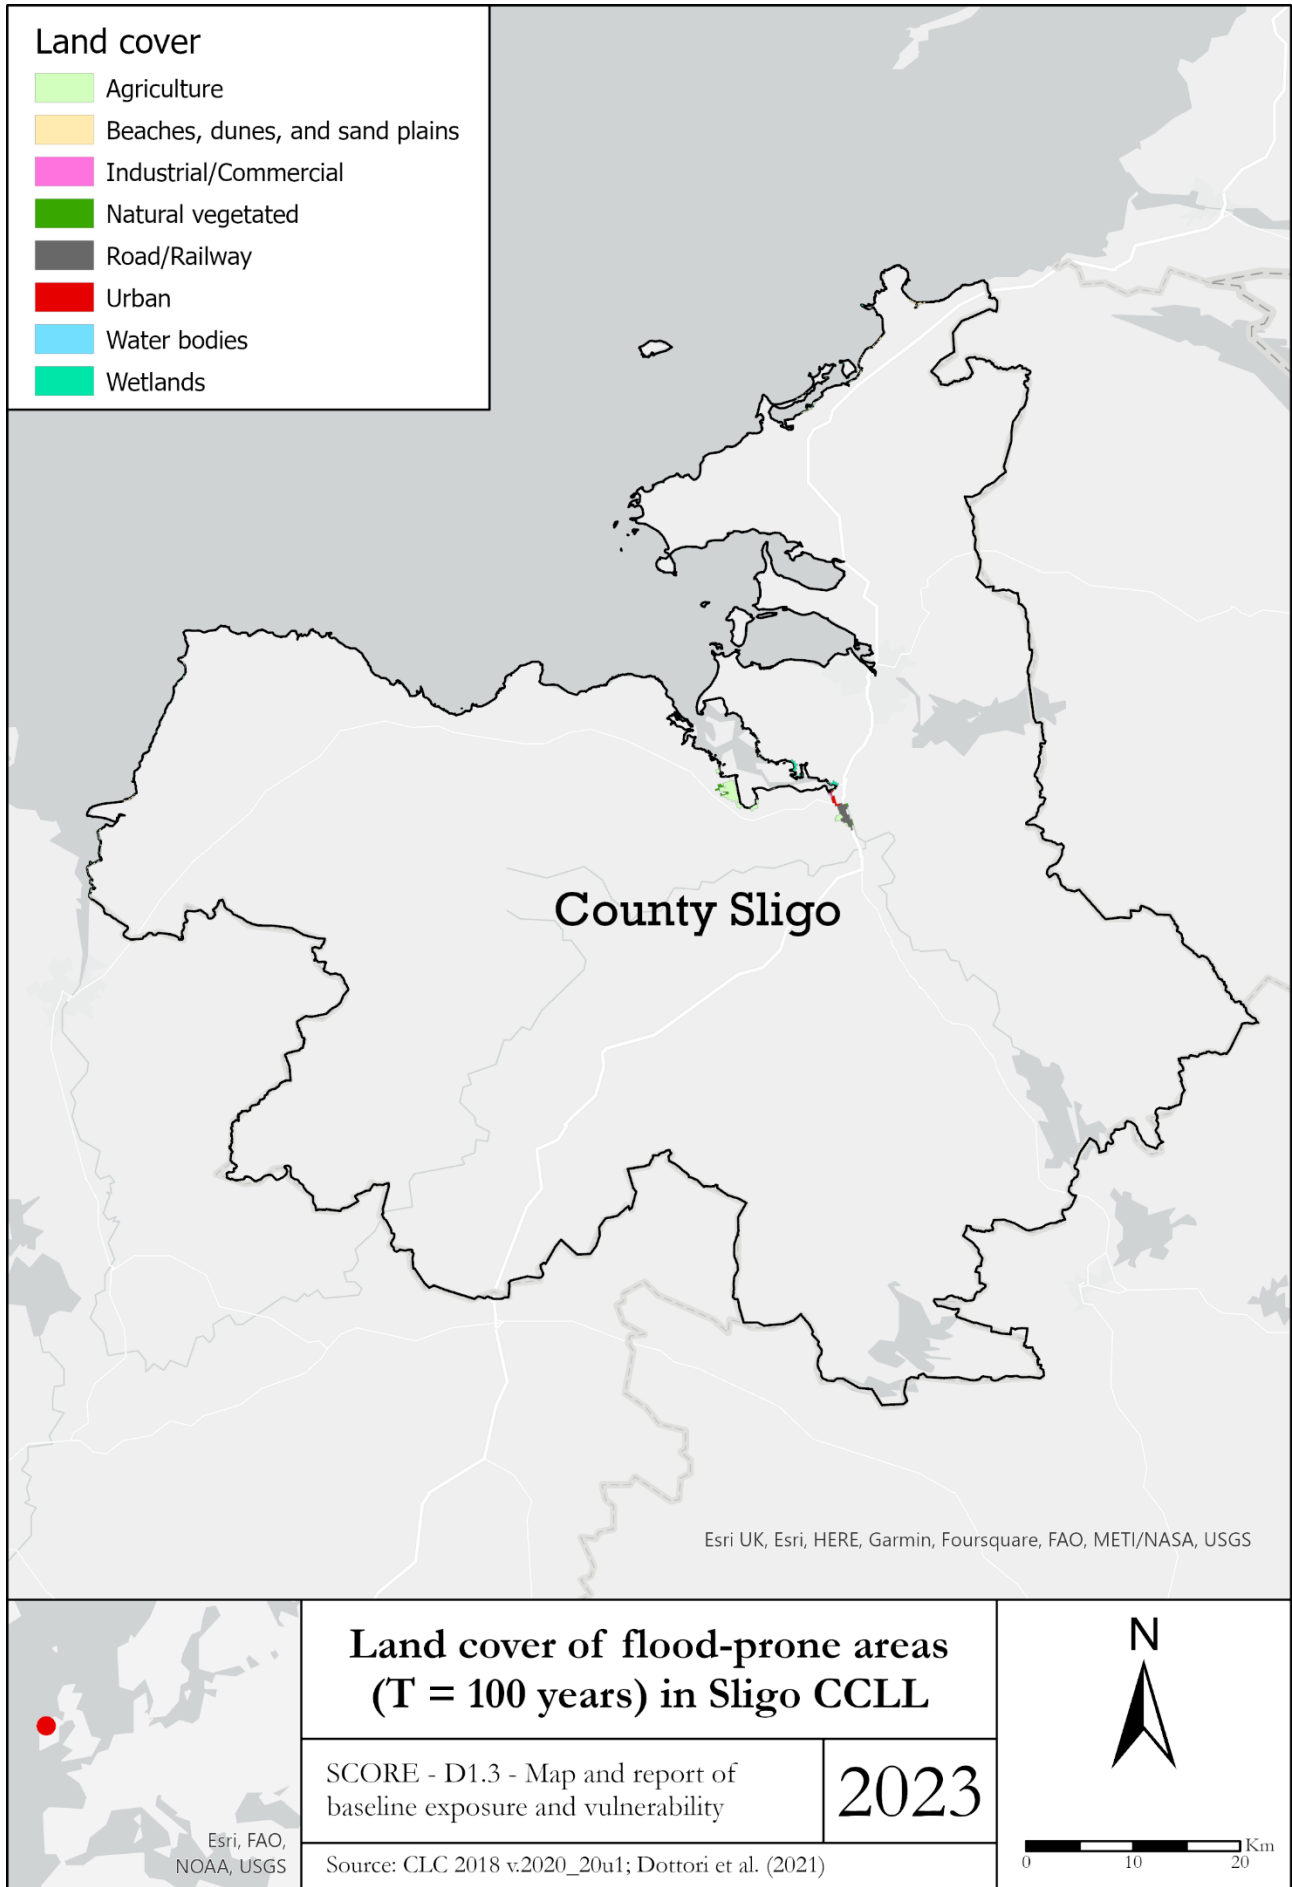 Land cover
Agriculture
Beaches, dunes, and sand plains
Industrial/Commercial
Natural vegetated
Road/Railway
Urban
Water bodies
Wetlands
County Sligo
Esri UK, Esri, HERE, Garmin, Foursquare, FAO, METI/NASA, USGS
Esri, FAO,
NOAA, USGS
Land cover of flood-prone areas
(T = 100 years) in Sligo CCLL
SCORE - D1.3 - Map and report of
baseline exposure and vulnerability
2023
Source: CLC 2018 v.2020_20u1; Dottori et al. (2021)
N
Km
0 10 20